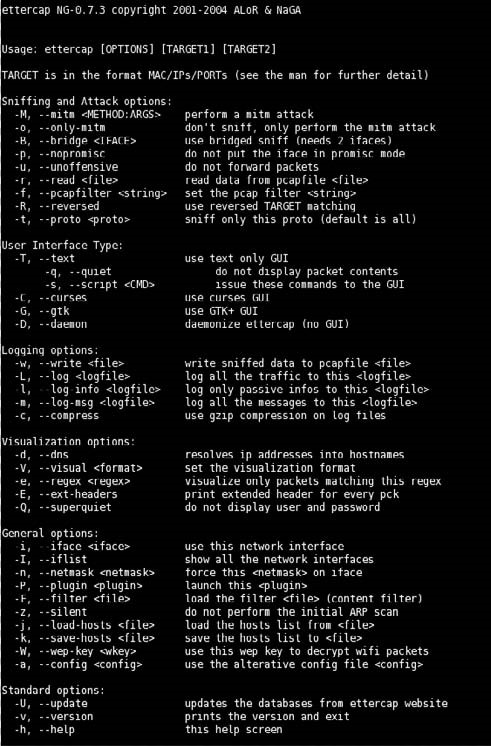 ettercap NG-0.7.3 copyright 2001-2004 ALoR & NaGA
Usage: ettercap [OPTIONS] [TARGET1] [TARGET2]
TARGET is in the format MAC/IPs/PORTs (see the man for further detail)
Sniffing and Attack options:
-M, --mitm <METHOD:ARGS> perform a mitm attack
-o, --only-mitm don't sniff, only perform the mitm attack
-B, --bridge <IFACE> use bridged sniff (needs 2 ifaces)
-p, --nopromisc do not put the iface in promisc mode
-u, --unoffensive do not forward packets
-r, --read <file> read data from pcapfile <file>
-f, --pcapfilter <string> set the pcap filter <string>
-R, --reversed use reversed TARGET matching
-t, --proto <proto> sniff only this proto (default is all)
User Interface Type:
-T, --text use text only GUI
-q, --quiet do not display packet contents
-s, --script <CMD> issue these commands to the GUI
-C, --curses use curses GUI
-G, --gtk use GTK+ GUI
-D, --daemon daemonize ettercap (no GUI)
Logging options:
-w, --write <file> write sniffed data to pcapfile <file>
-L, --log <logfile> log all the traffic to this <logfile>
-l, --log-info <logfile> log only passive infos to this <logfile>
-m, --log-msg <logfile> log all the messages to this <logfile>
-c, --compress use gzip compression on log files
Visualization options:
-d, --dns resolves ip addresses into hostnames
-V, --visual <format> set the visualization format
-e, --regex <regex> visualize only packets matching this regex
-E, --ext-headers print extended header for every pck
-Q, --superquiet do not display user and password
General options:
-i, --iface <iface> use this network interface
-I, --iflist show all the network interfaces
-n, --netmask <netmask> force this <netmask> on iface
-P, --plugin <plugin> launch this <plugin>
-F, --filter <file> load the filter <file> (content filter)
-z, --silent do not perform the initial ARP scan
-j, --load-hosts <file> load the hosts list from <file>
-k, --save-hosts <file> save the hosts list to <file>
-W, --wep-key <wkey> use this wep key to decrypt wifi packets
-a, --config <config> use the alterative config file <config>
Standard options:
-U, --update updates the databases from ettercap website
-v, --version prints the version and exit
-h, --help this help screen